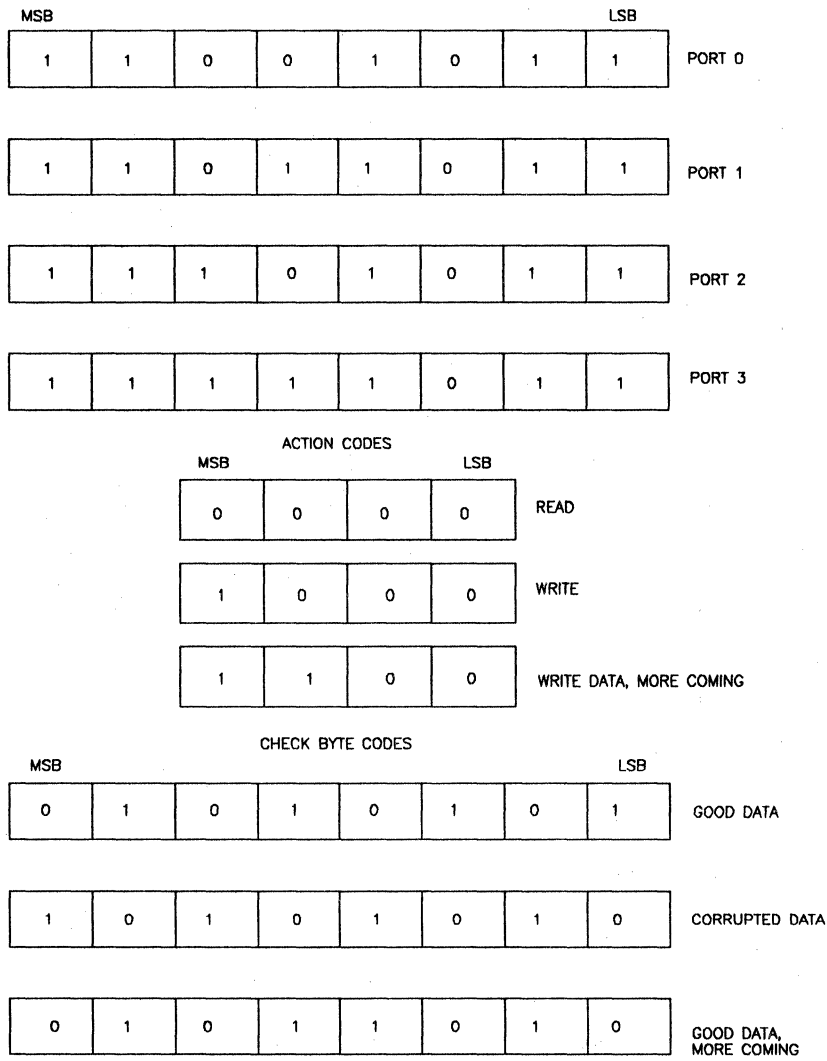 MSB LSB
1 1 0 0 1 0 1 1 PORT 0
1 1 0 1 1 0 1 1 PORT 1
1 1 1 0 1 0 1 1 PORT 2
1 1 1 1 1 0 1 1 PORT 3
ACTION CODES
MSB LSB
0 0 0 0 READ
1 0 0 0 WRITE
1 1 0 0 WRITE DATA, MORE COMING
CHECK BYTE CODES
MSB LSB
0 1 0 1 0 1 0 1 GOOD DATA
1 0 1 0 1 0 1 0 CORRUPTED DATA
0 1 0 1 1 0 1 0 GOOD DATA,
MORE COMING